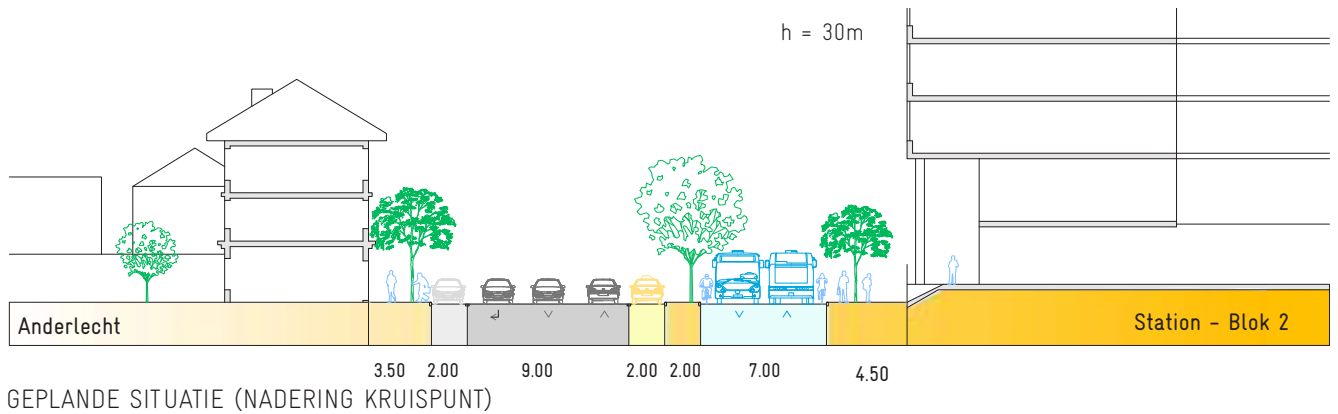 h = 30m
Anderlecht
Station - Blok 2
3.50 2.00 9.00 2.00 2.00 7.00 4.50
GEPLANDE SITUATIE (NADERING KRUISPUNT)